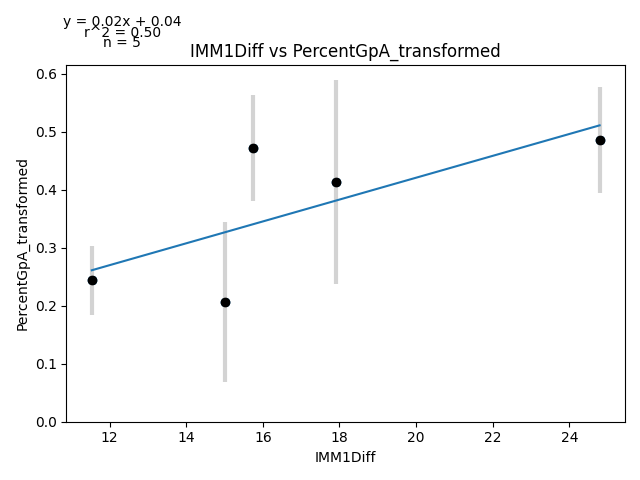 y = 0.02x + 0.04
r^2 = 0.50
n = 5
IMM1Diff vs PercentGpA_transformed
0.6
0.5
0.4
0.3
0.2
0.1
0.0
PercentGpA_transformed
12 14 16 18 20 22 24
IMM1Diff